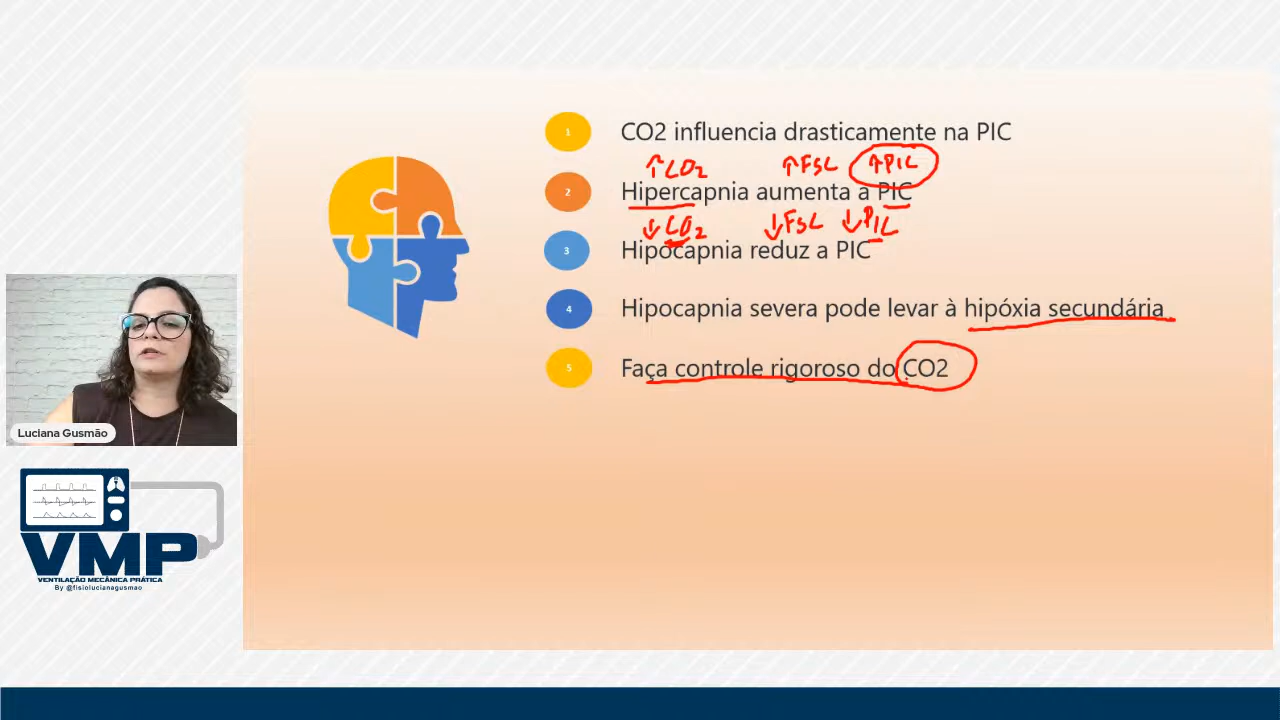 1 CO2 influencia drasticamente na PIC
↑CO2 ↑FSC ↑PIC
2 Hipercapnia aumenta a PIC
↓CO2 ↓FSC ↓PIC
3 Hipocapnia reduz a PIC
4 Hipocapnia severa pode levar à hipóxia secundária
5 Faça controle rigoroso do CO2
Luciana Gusmão
VMP
VENTILAÇÃO MECÂNICA PRÁTICA
By @fisiolucianagusmao